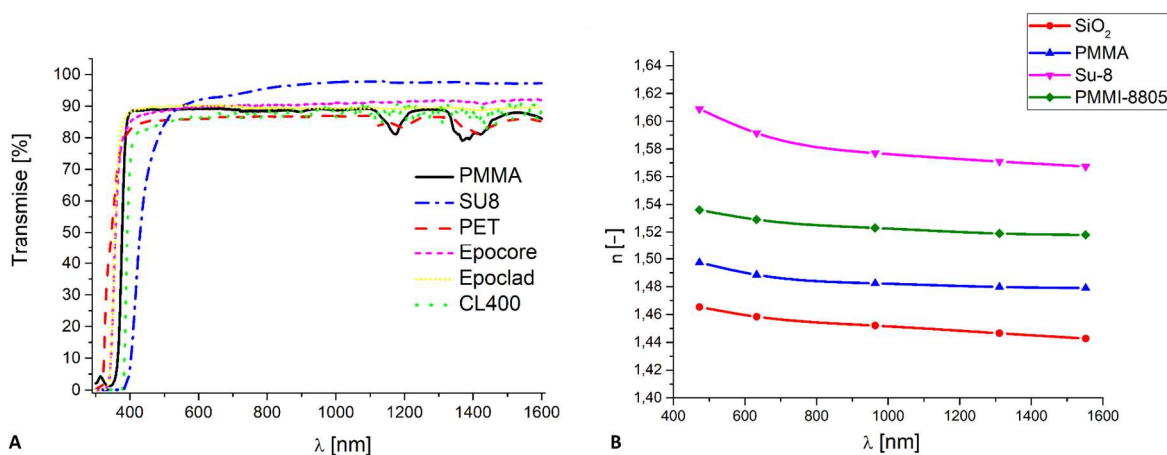 SiO₂
PMMA
Su-8
PMMI-8805
Transmise [%]
100
90
80
70
60
50
40
30
20
10
0
PMMA
SU8
PET
Epocore
Epoclad
CL400
400 600 800 1000 1200 1400 1600
λ [nm]
A
n [–]
1,64
1,64
1,62
1,60
1,58
1,56
1,54
1,52
1,50
1,48
1,46
1,44
1,42
1,40
400 600 800 1000 1200 1400 1600
λ [nm]
B